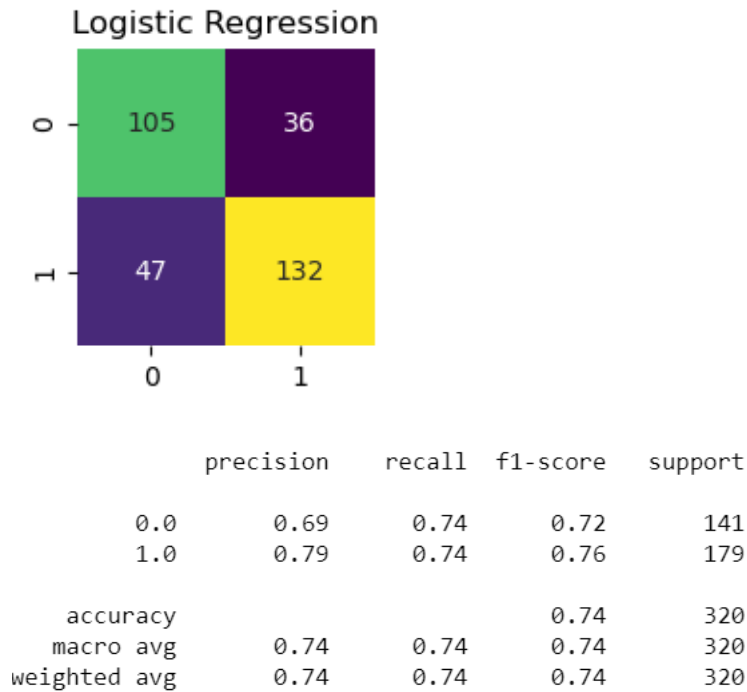 Logistic Regression
0 105 36
1 47 132
0 1
precision recall f1-score support
0.0 0.69 0.74 0.72 141
1.0 0.79 0.74 0.76 179
accuracy 0.74 320
macro avg 0.74 0.74 0.74 320
weighted avg 0.74 0.74 0.74 320